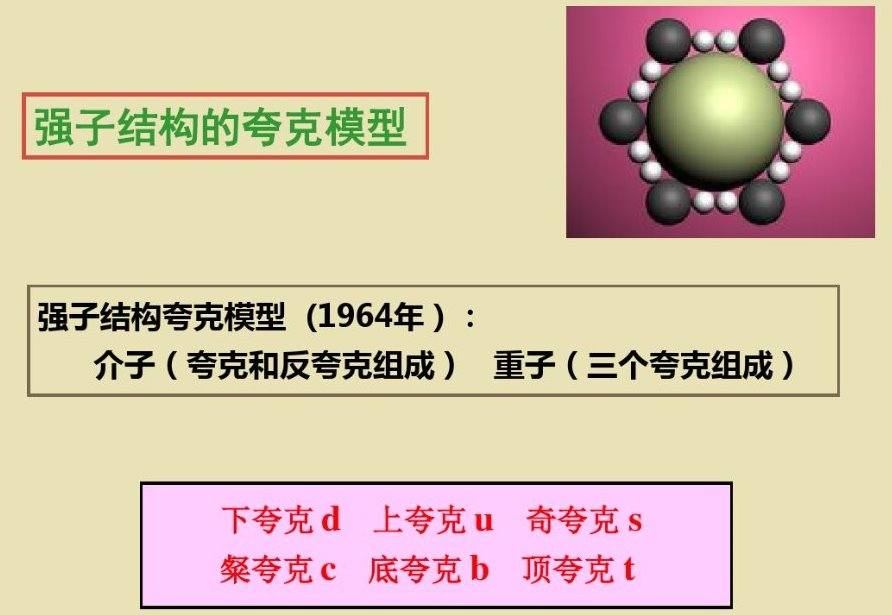 强子结构的夸克模型
强子结构夸克模型 (1964年）：
介子（夸克和反夸克组成） 重子（三个夸克组成）
下夸克 d 上夸克 u 奇夸克 s
粲夸克 c 底夸克 b 顶夸克 t